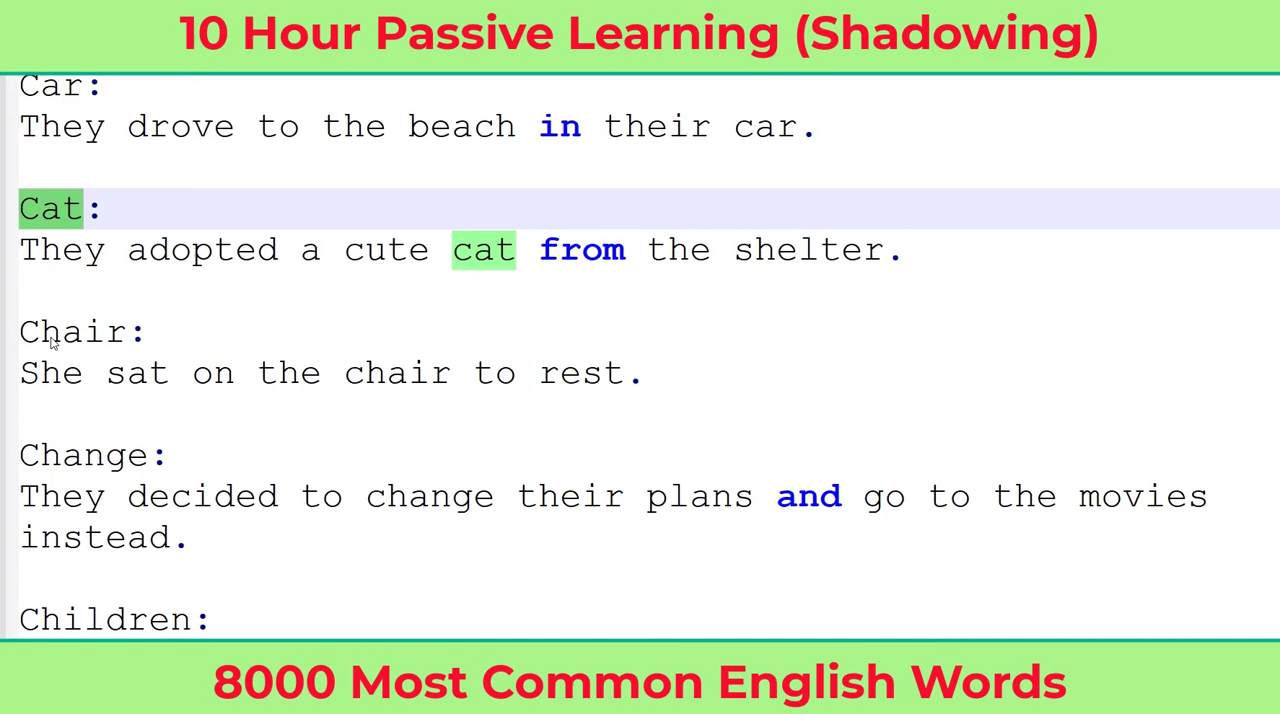 10 Hour Passive Learning (Shadowing)
Car:
They drove to the beach in their car.
Cat:
They adopted a cute cat from the shelter.
Chair:
She sat on the chair to rest.
Change:
They decided to change their plans and go to the movies
instead.
Children:
8000 Most Common English Words